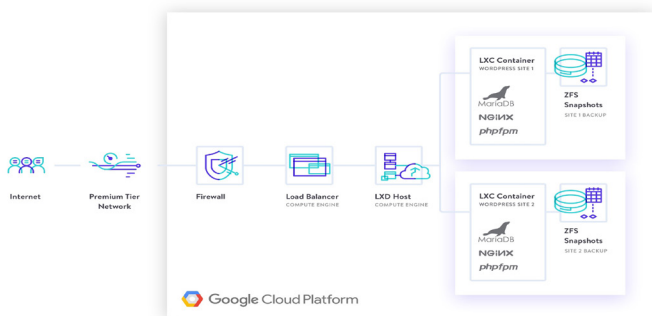 Internet
Premium Tier
Network
Firewall
Load Balancer
COMPUTE ENGINE
LXD Host
COMPUTE ENGINE
LXC Container
WORDPRESS SITE 1
MariaDB
NGINX
phpfpm
ZFS
Snapshots
SITE 1 BACKUP
LXC Container
WORDPRESS SITE 2
MariaDB
NGINX
phpfpm
ZFS
Snapshots
SITE 2 BACKUP
Google Cloud Platform